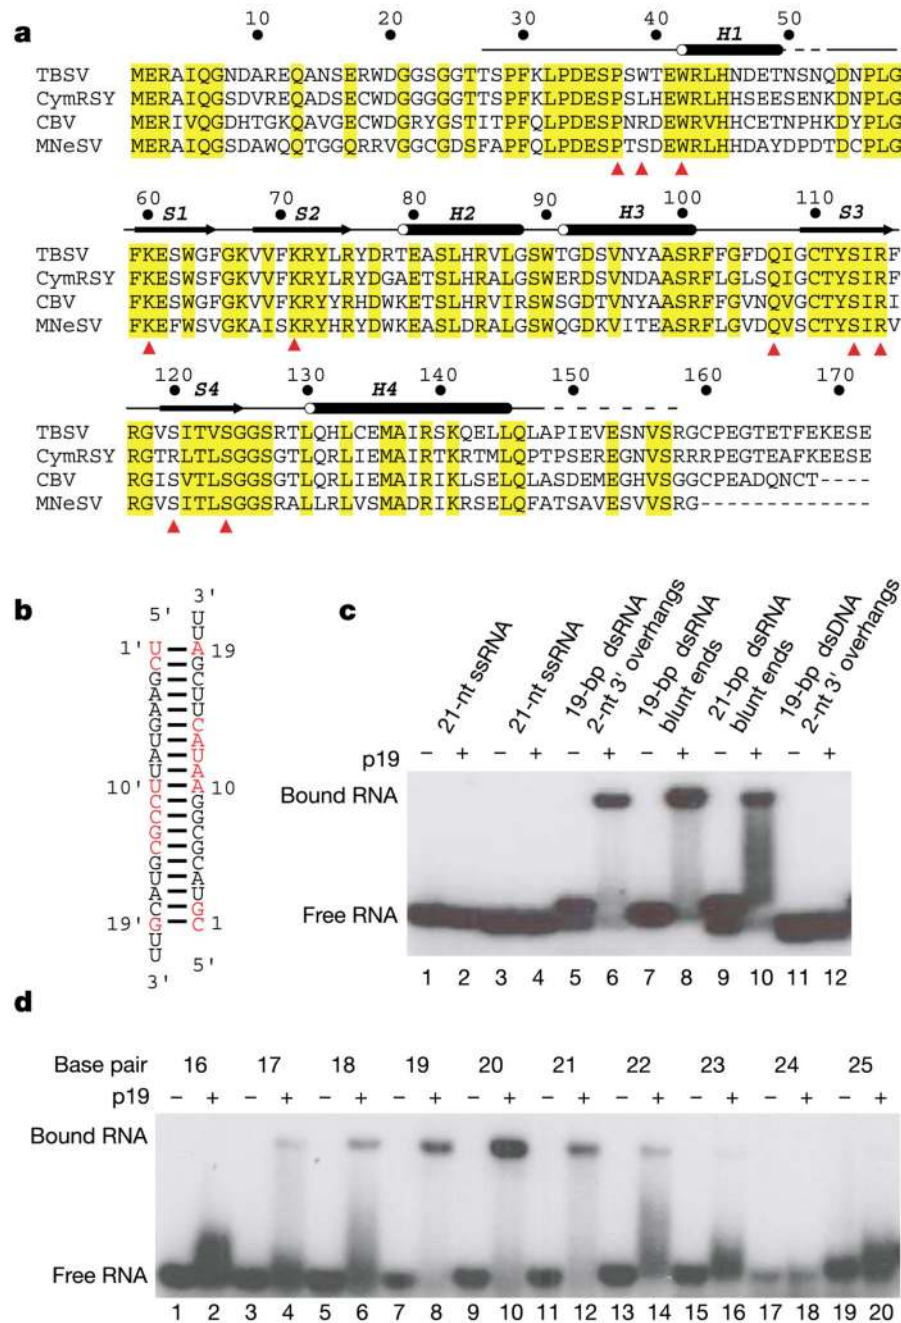 a
10 20 30 40 H1 50
TBSV MERAIQGNDAREQANSERWDGGSGGTTSPFKLPDESPSWTEWRLHNDETNSNQDNPLG
CymRSY MERAIQGSDVREQADSECWDGGGGGTTSPFKLPDESPSLHEWRLHHSEESENKDNPLG
CBV MERIVQGDHTGKQAVGECWDGRYGSTITPFQLPDESPNRDEWRVHHCETNPHKDYPLG
MNeSV MERAIQGSDAWQQTGGQRRVGGCGDSFAPFQLPDESPTSDEWRLHHDAYDPDTDCPLG
60 S1 70 S2 80 H2 90 H3 100 110 S3
TBSV FKESWGFGKVVFKRYLRYDRTEASLHRVLGSWTGDSVNYAASRFFGFDQIGCTYSIRF
CymRSY FKESWSFGKVVFKRYLRYDGTEASLHRALGSWERDSVNDAASRFLGLSQIGCTYSIRF
CBV FKESWGFGKVVFKRYYRHDWKETSLHRVIRSWSGDTVNYAASRFFGVNQVGCTYSIRI
MNeSV FKEFWSVGKAISKRYHRYDWKEASLDRALGSWQGDKVITEASRFLGVDQVSCTYSIRV
120 S4 130 H4 140 150 160 170
TBSV RGVSITVSGGSRTLQHLCEMAIRSKQELLQLAPIEVESNVSRGCPEGTETFEKESE
CymRSY RGTRLTLSGGSGTLQRLIEMAIRTKRTMLQPTPSEREGNVSRRRPEGTEAFKEESE
CBV RGISVTLSGGSGTLQRLIEMAIRIKLSELQLASDEMEGHVSGGCPEADQNCT----
MNeSV RGVSITLSGGSRALLRLVSMADRIKRSELQFATSAVESVVSRG-------------
b
5' 3'
1' UCGAAGUAUUCCGCGUACGUU 19
10' UUAGCUUCAUAAGGCGCAUGC 10
19' 1
3' 5'
c
21-nt ssRNA
21-nt ssRNA
19-bp dsRNA 2-nt 3' overhangs
19-bp dsRNA blunt ends
21-bp dsRNA blunt ends
19-bp dsDNA 2-nt 3' overhangs
p19 – + – + – + – + – + – +
Bound RNA
Free RNA
1 2 3 4 5 6 7 8 9 10 11 12
d
Base pair 16 17 18 19 20 21 22 23 24 25
p19 – + – + – + – + – + – + – + – + – + – +
Bound RNA
Free RNA
1 2 3 4 5 6 7 8 9 10 11 12 13 14 15 16 17 18 19 20